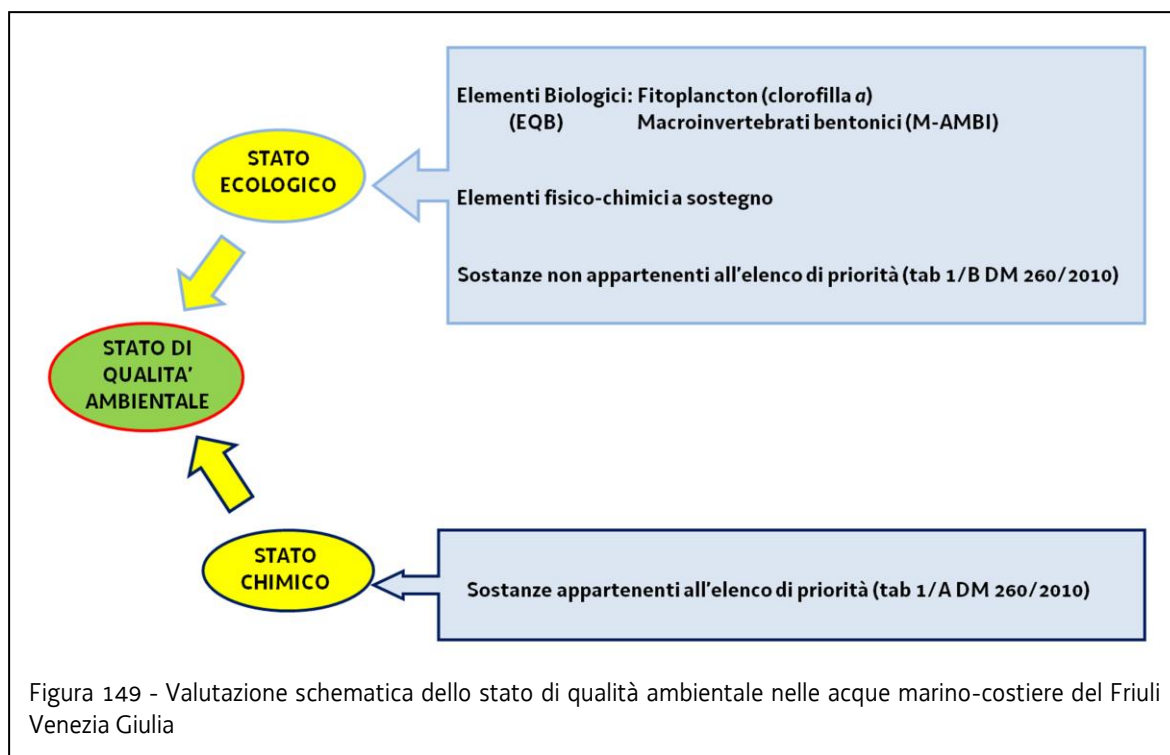 Elementi Biologici: Fitoplancton (clorofilla a)
(EQB) Macroinvertebrati bentonici (M-AMBI)
STATO
ECOLOGICO
Elementi fisico-chimici a sostegno
Sostanze non appartenenti all'elenco di priorità (tab 1/B DM 260/2010)
STATO DI
QUALITA'
AMBIENTALE
STATO
CHIMICO
Sostanze appartenenti all'elenco di priorità (tab 1/A DM 260/2010)
Figura 149 - Valutazione schematica dello stato di qualità ambientale nelle acque marino-costiere del Friuli
Venezia Giulia